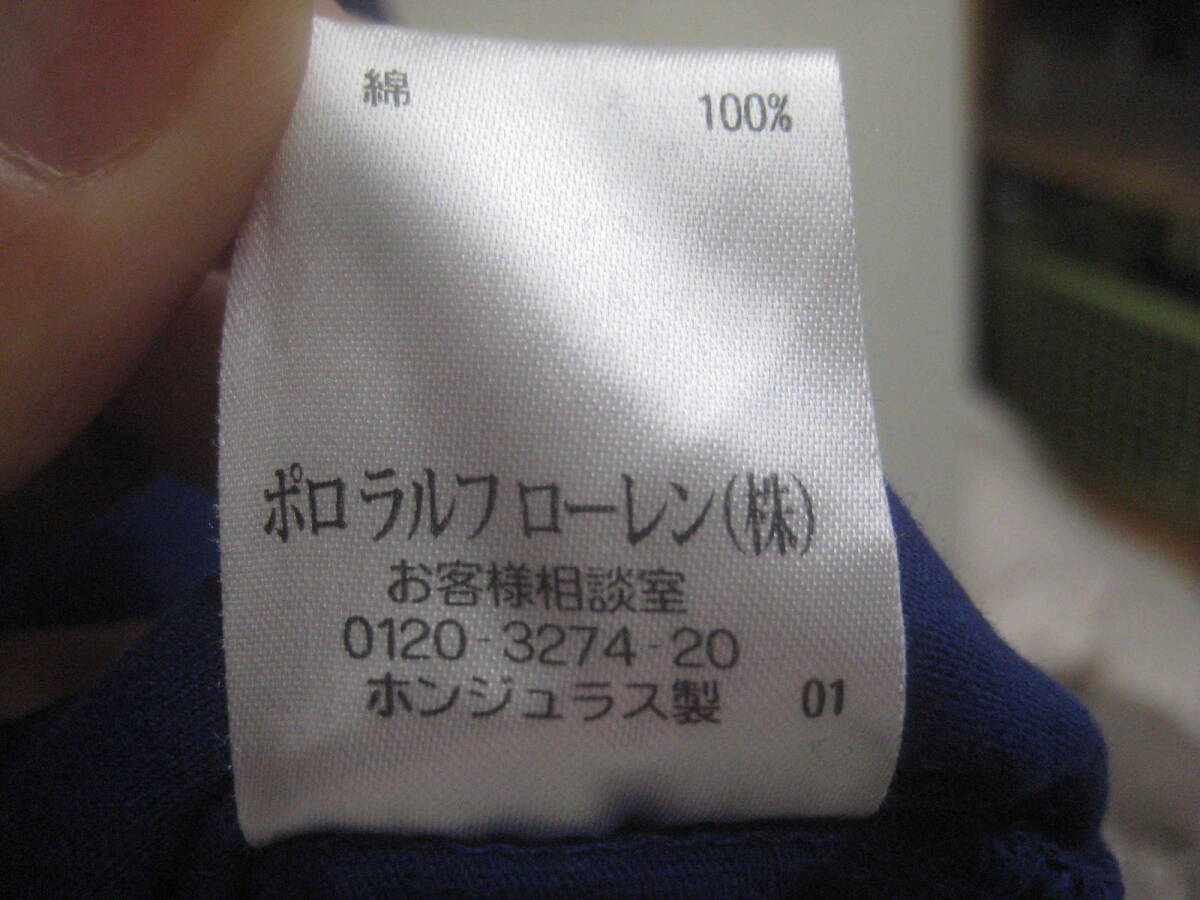 綿 100%
ポロ ラルフ ローレン(株)
お客様相談室
0120-3274-20
ホンジュラス製 01